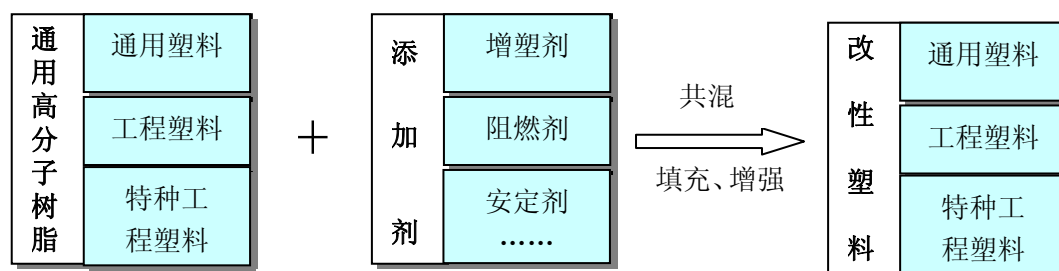 通用高分子树脂
通用塑料
工程塑料
特种工
程塑料
+
添加剂
增塑剂
阻燃剂
安定剂
……
共混
填充、增强
改性塑料
通用塑料
工程塑料
特种工
程塑料